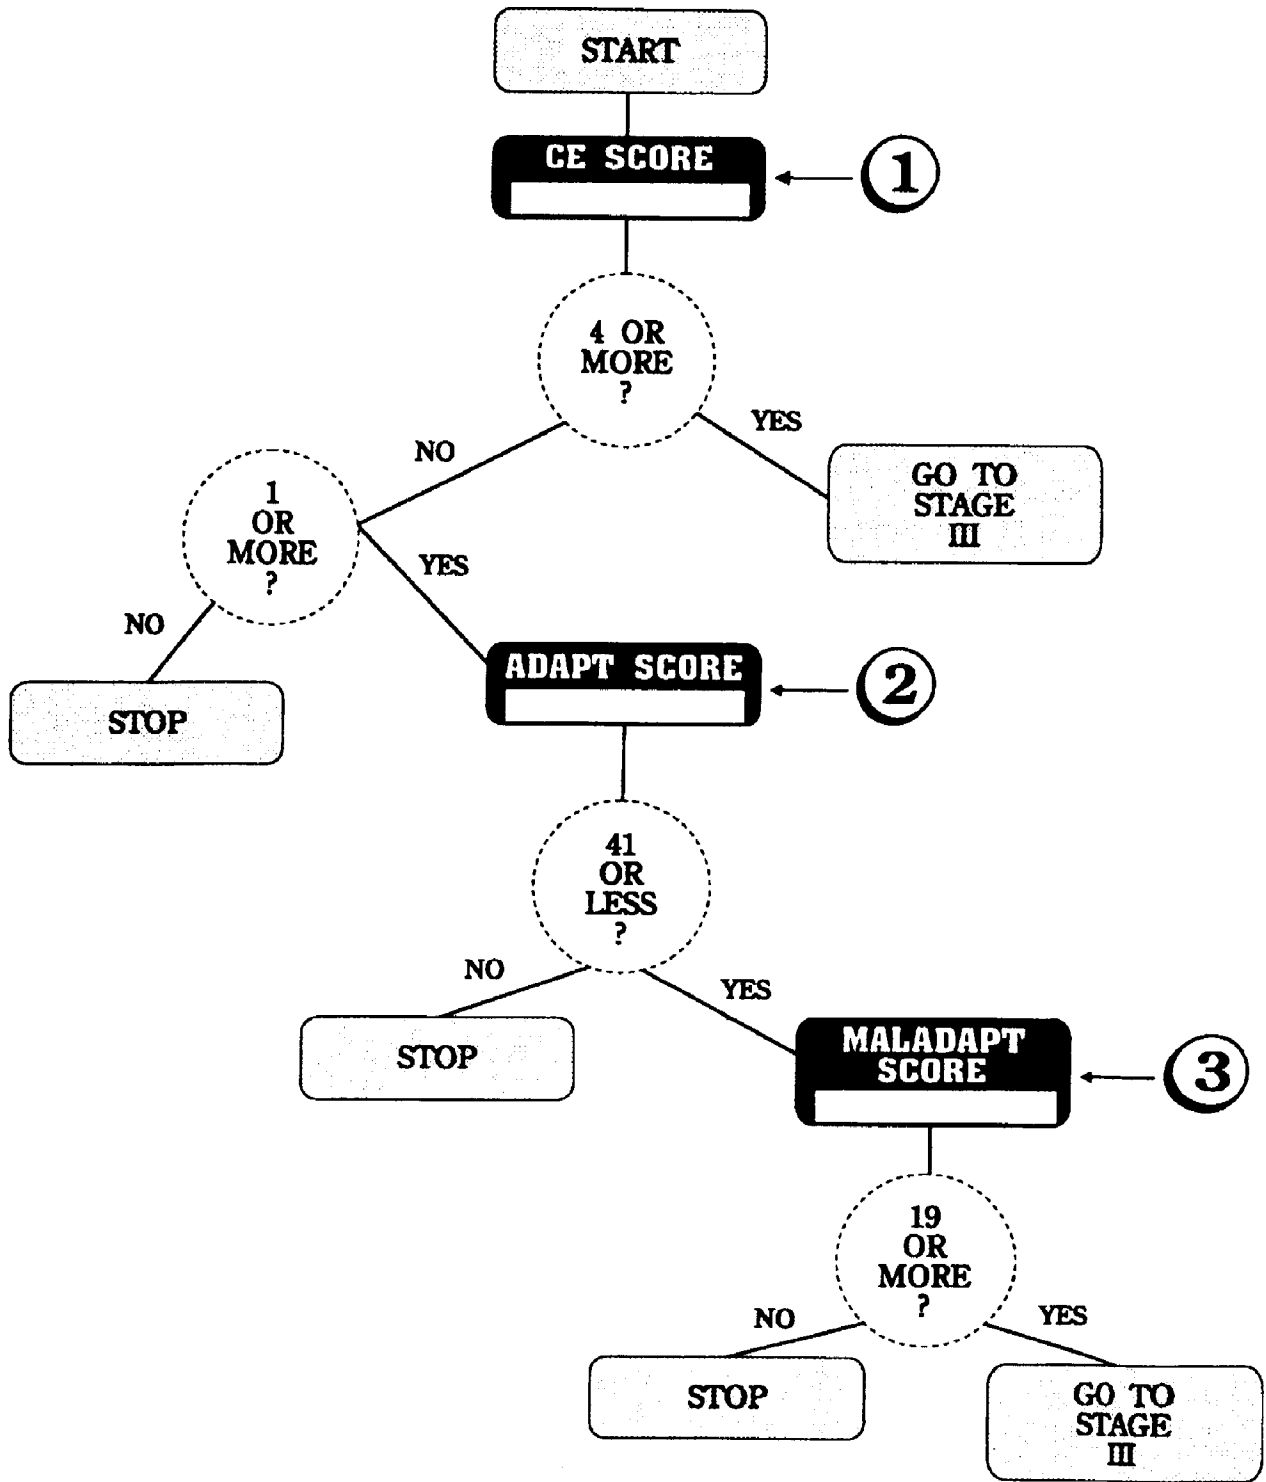 START
CE SCORE
1
4 OR
MORE
?
NO
YES
1
OR
MORE
?
GO TO
STAGE
III
YES
NO
STOP
ADAPT SCORE
2
41
OR
LESS
?
NO
YES
STOP
MALADAPT
SCORE
3
19
OR
MORE
?
NO
YES
STOP
GO TO
STAGE
III